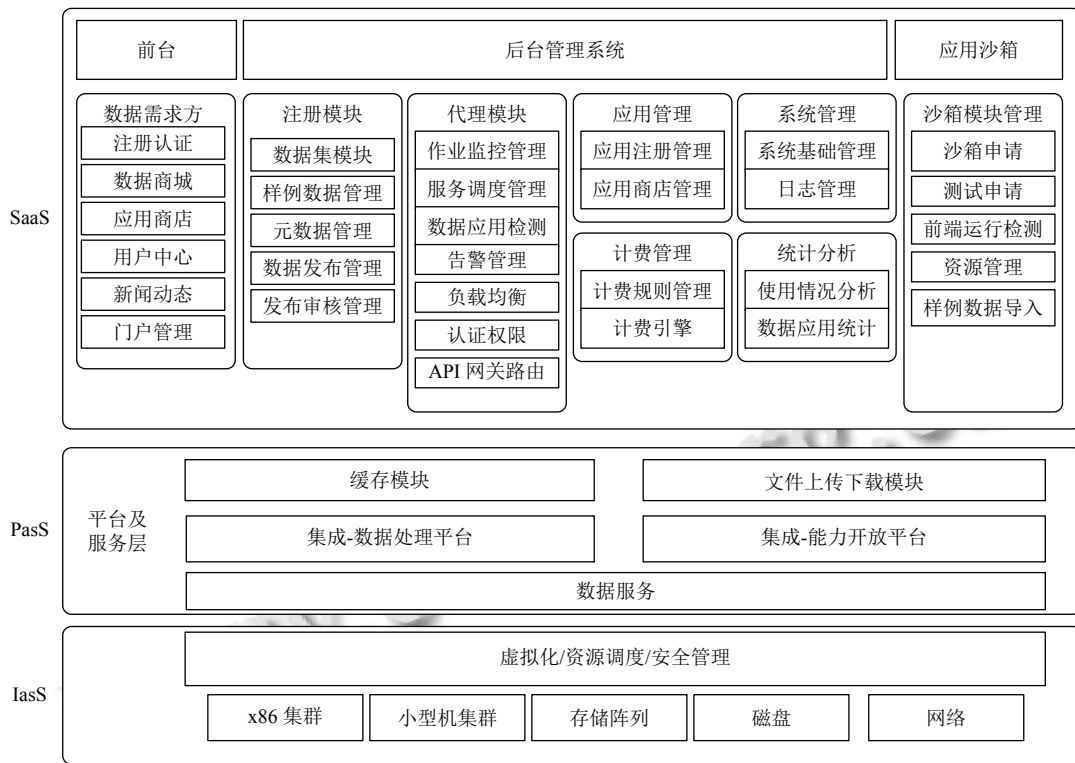 前台
后台管理系统
应用沙箱
SaaS
数据需求方
注册认证
数据商城
应用商店
用户中心
新闻动态
门户管理
注册模块
数据集模块
样例数据管理
元数据管理
数据发布管理
发布审核管理
代理模块
作业监控管理
服务调度管理
数据应用检测
告警管理
负载均衡
认证权限
API 网关路由
应用管理
应用注册管理
应用商店管理
计费管理
计费规则管理
计费引擎
系统管理
系统基础管理
日志管理
统计分析
使用情况分析
数据应用统计
沙箱模块管理
沙箱申请
测试申请
前端运行检测
资源管理
样例数据导入
PasS
平台及
服务层
缓存模块
文件上传下载模块
集成-数据处理平台
集成-能力开放平台
数据服务
IasS
虚拟化/资源调度/安全管理
x86 集群
小型机集群
存储阵列
磁盘
网络